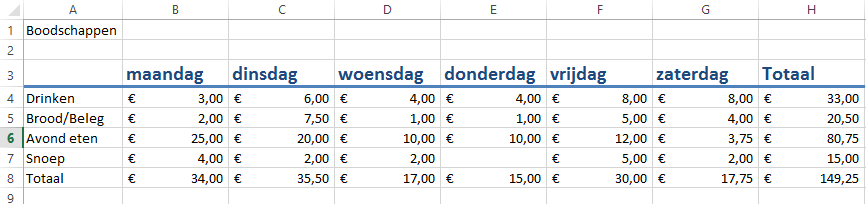 A B C D E F G H
1 Boodschappen
2
3 maandag dinsdag woensdag donderdag vrijdag zaterdag Totaal
4 Drinken € 3,00 € 6,00 € 4,00 € 4,00 € 8,00 € 8,00 € 33,00
5 Brood/Beleg € 2,00 € 7,50 € 1,00 € 1,00 € 5,00 € 4,00 € 20,50
6 Avond eten € 25,00 € 20,00 € 10,00 € 10,00 € 12,00 € 3,75 € 80,75
7 Snoep € 4,00 € 2,00 € 2,00 € 5,00 € 2,00 € 15,00
8 Totaal € 34,00 € 35,50 € 17,00 € 15,00 € 30,00 € 17,75 € 149,25
9